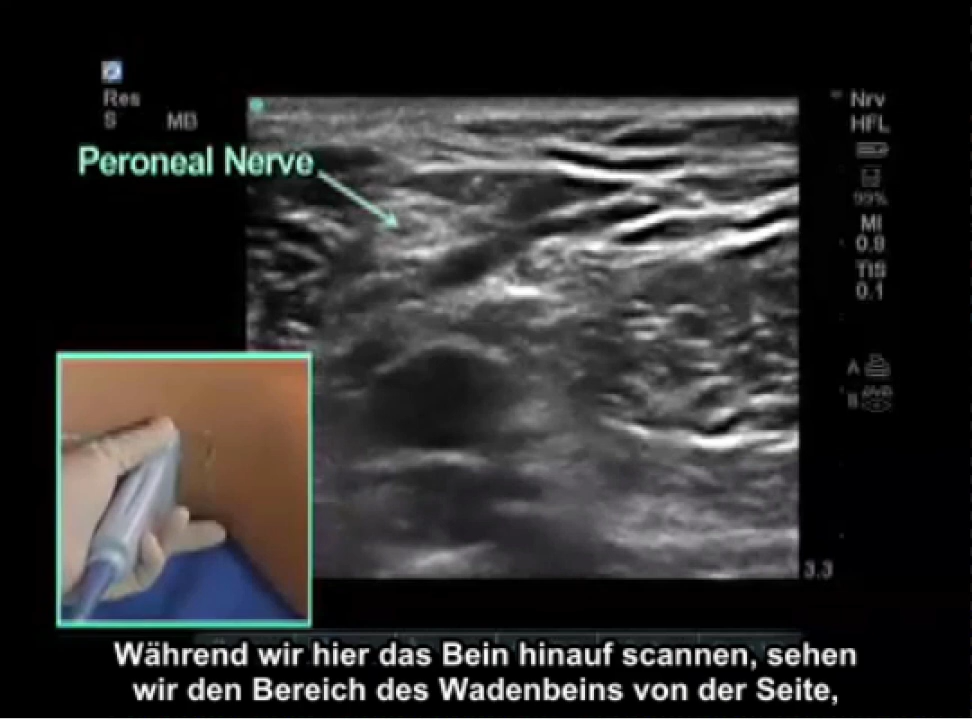 Res
S MB
Peroneal Nerve
Nrv
HFL
99%
MI
0.9
TIS
0.1
A
B
3.3
Während wir hier das Bein hinauf scannen, sehen
wir den Bereich des Wadenbeins von der Seite,